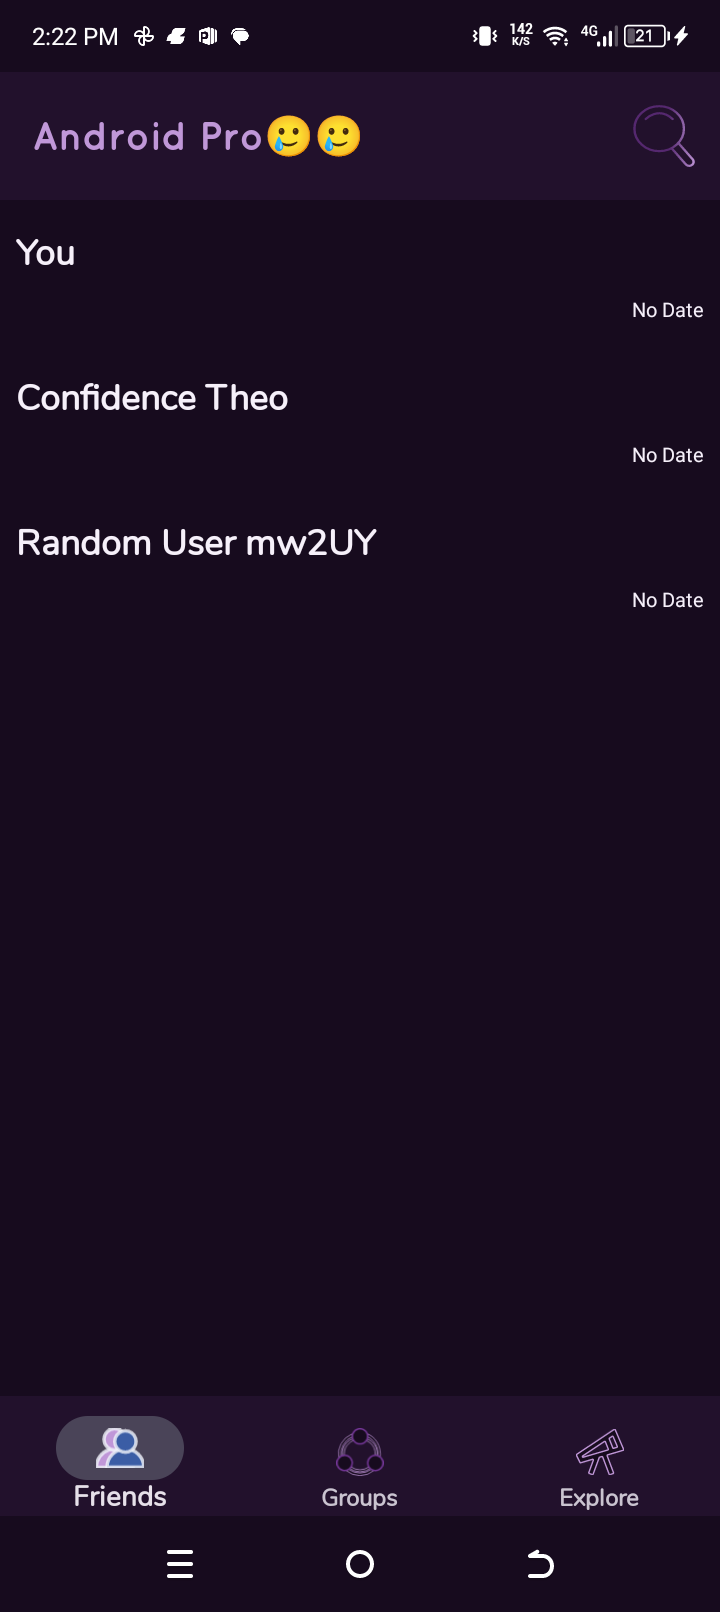 2:22 PM 142 K/S 4G 21
Android Pro🥲🥲
You
No Date
Confidence Theo
No Date
Random User mw2UY
No Date
Friends Groups Explore